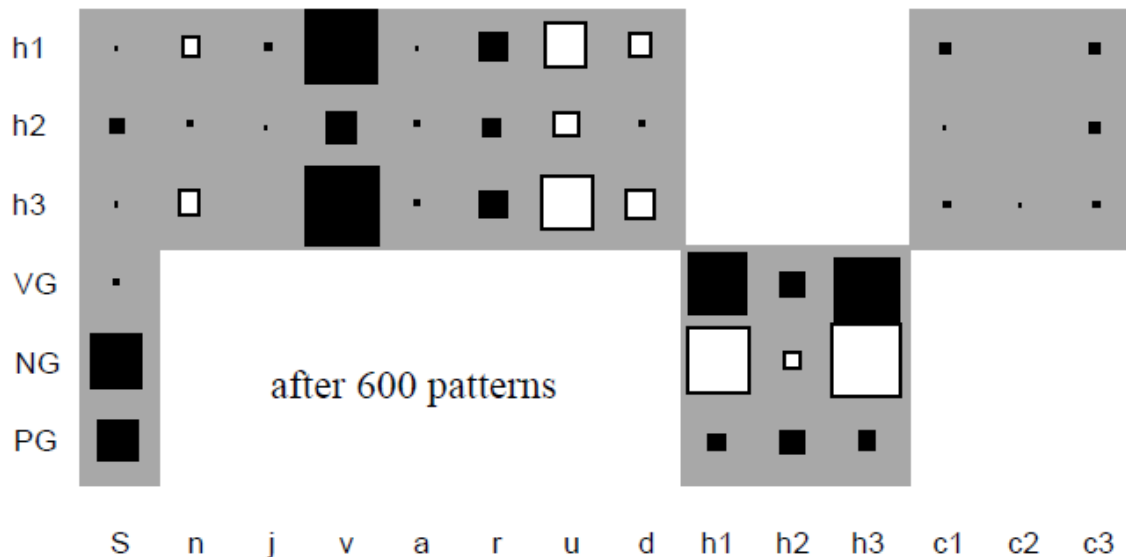 h1
h2
h3
VG
NG
after 600 patterns
PG
S n j v a r u d h1 h2 h3 c1 c2 c3